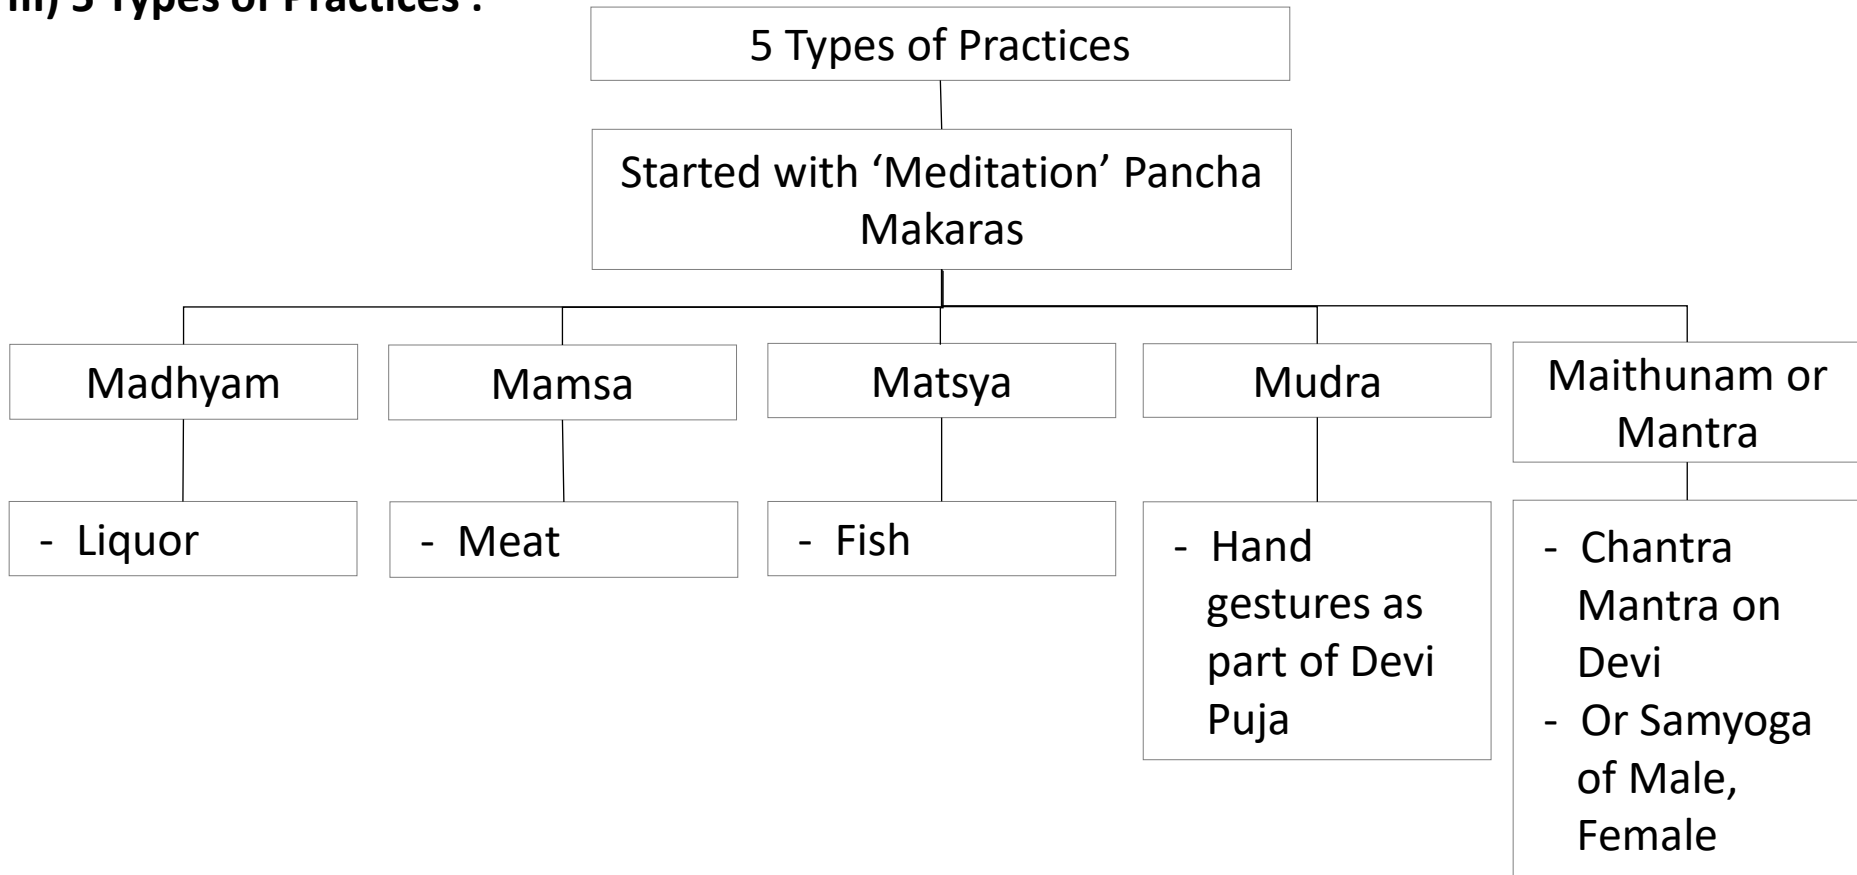 iii) 5 Types of Practices :
5 Types of Practices
Started with ‘Meditation’ Pancha
Makaras
Madhyam
Mamsa
Matsya
Mudra
Maithunam or
Mantra
- Liquor
- Meat
- Fish
- Hand
gestures as
part of Devi
Puja
- Chantra
Mantra on
Devi
- Or Samyoga
of Male,
Female